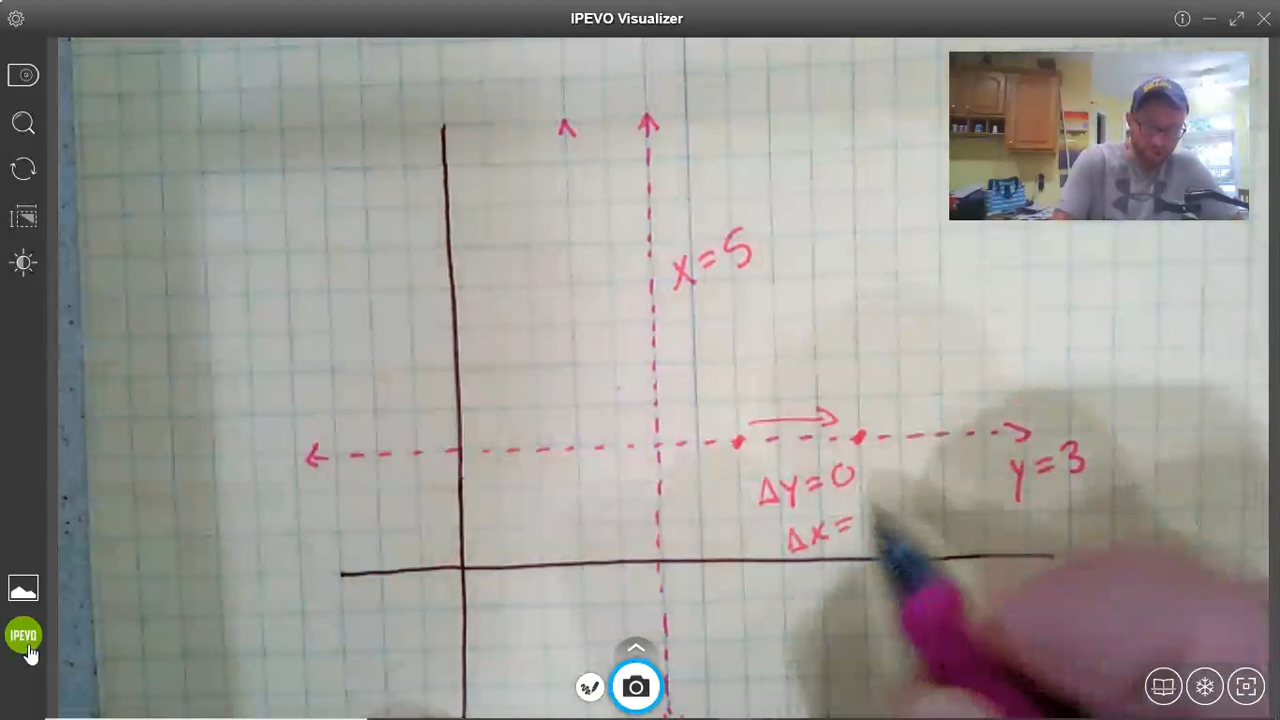 IPEVO Visualizer
x=5
y=3
Δy=0
Δx=
IPEVO